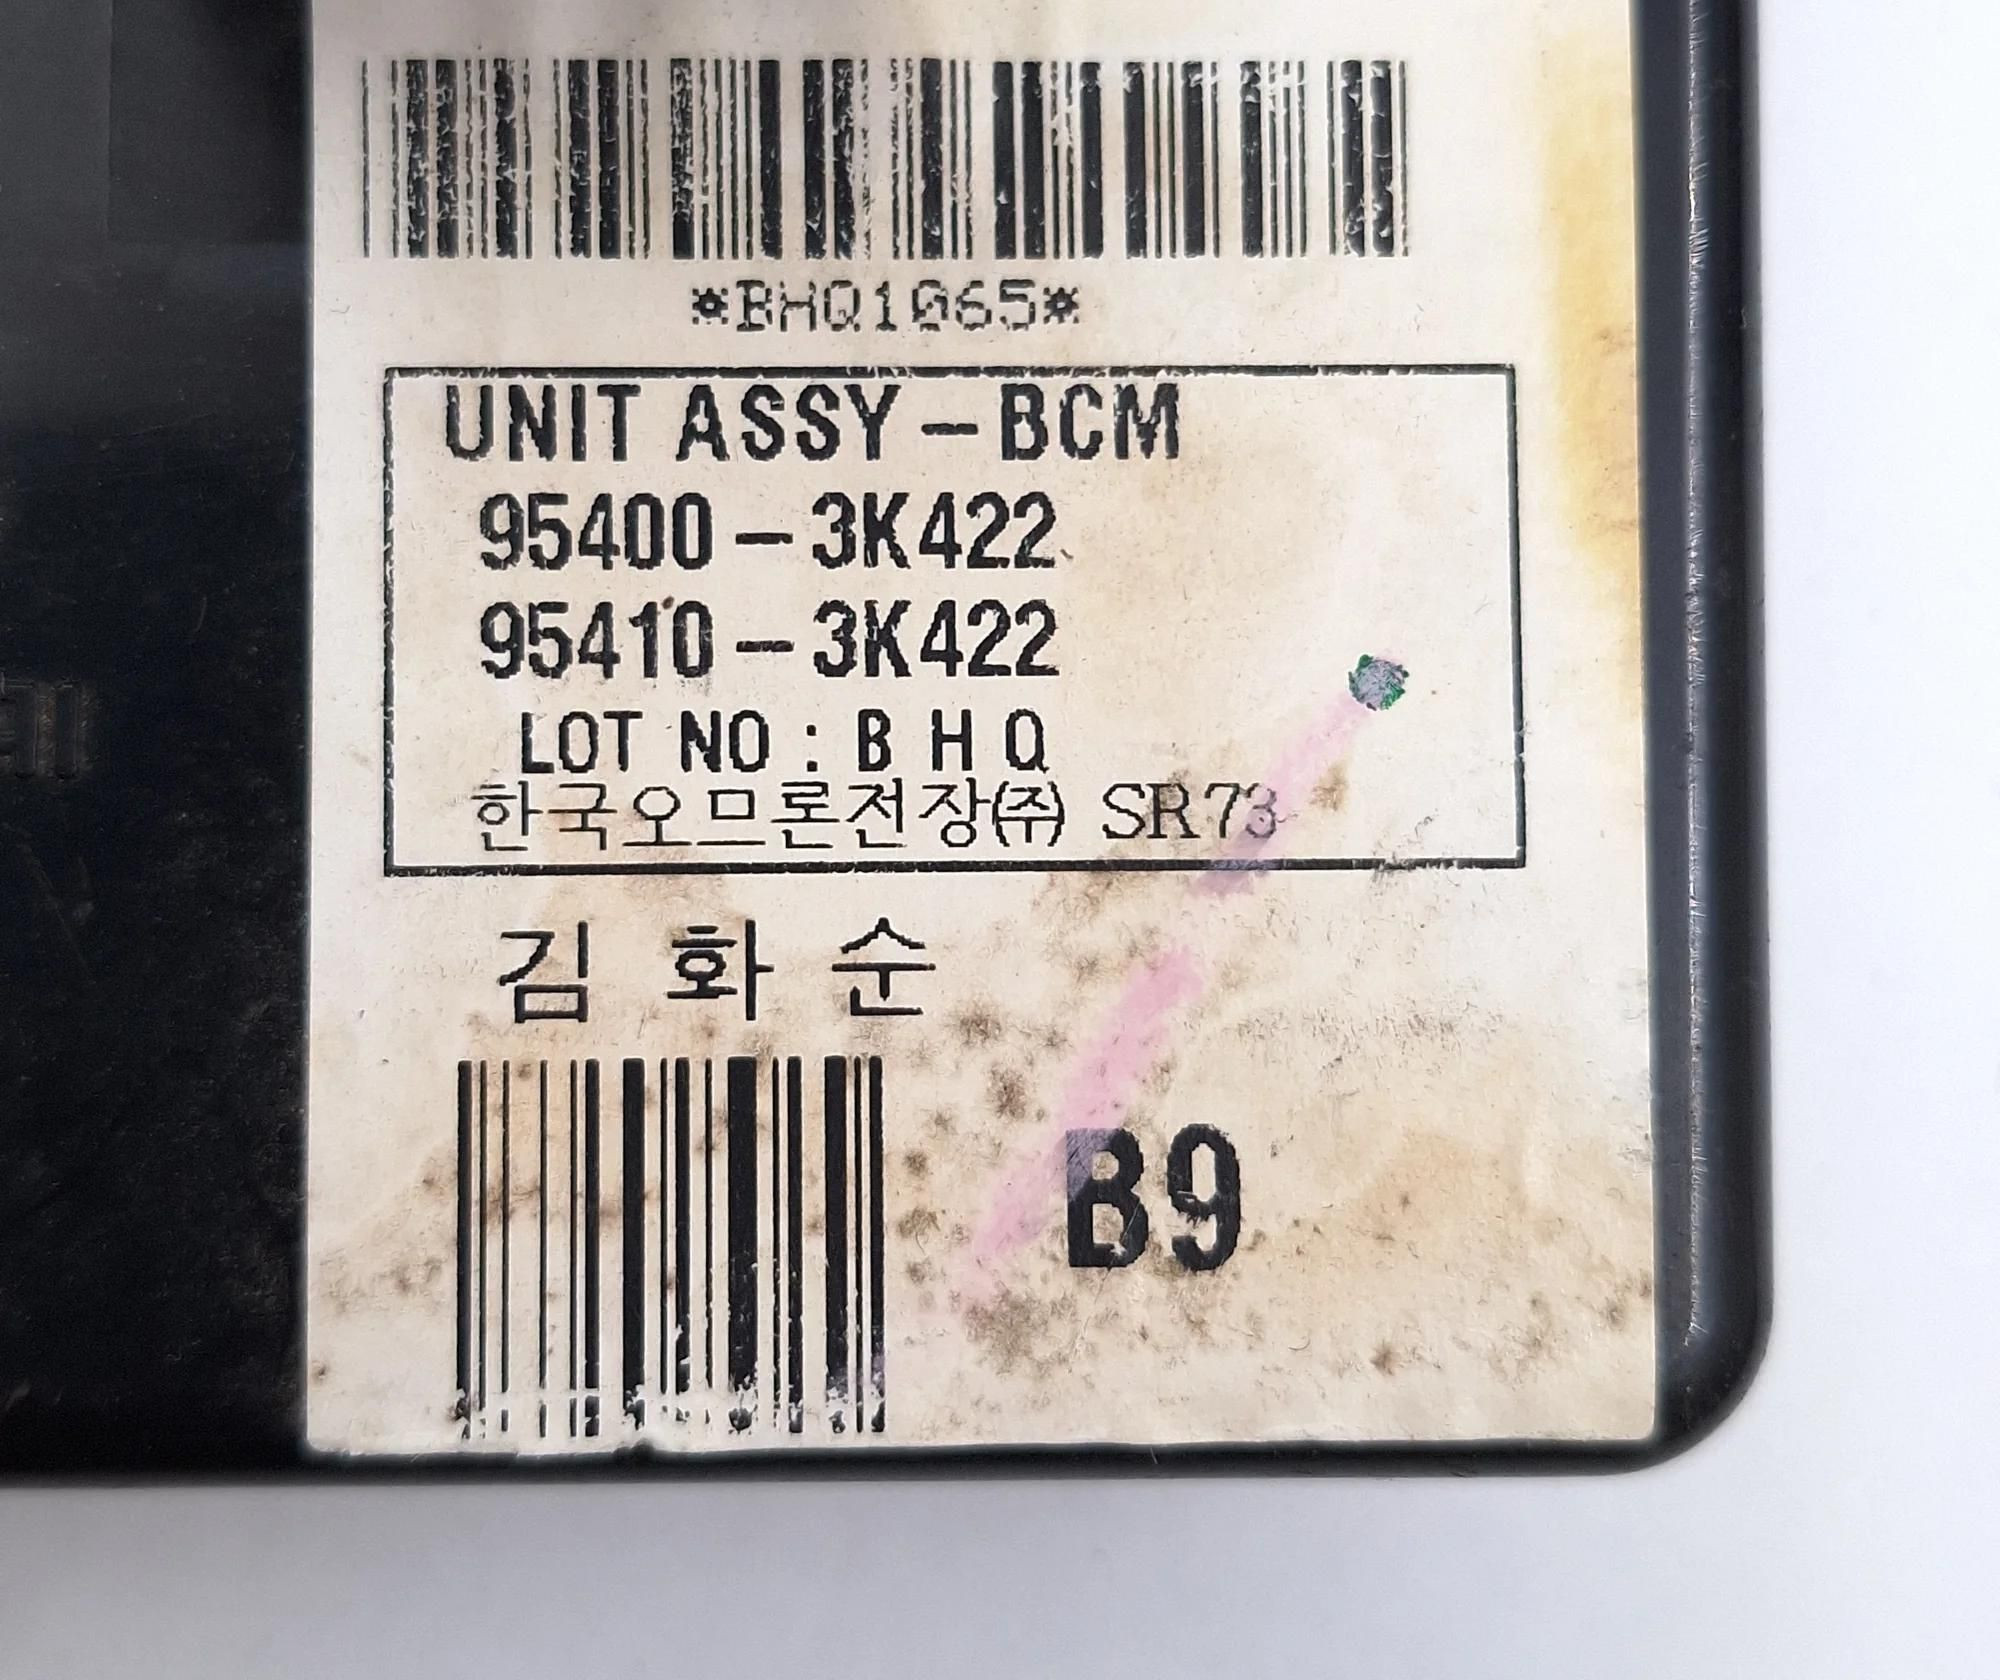 *BHQ1065*
UNIT ASSY-BCM
95400-3K422
95410-3K422
LOT NO : B H Q
한국오므론전장㈜ SR73
김 화 순
B9